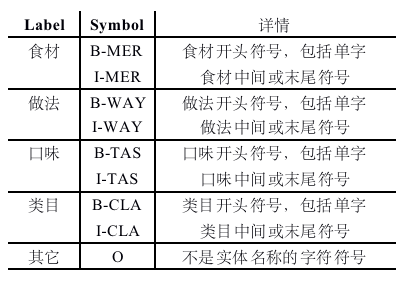 Label Symbol 详情
食材 B-MER 食材开头符号，包括单字
I-MER 食材中间或末尾符号
做法 B-WAY 做法开头符号，包括单字
I-WAY 做法中间或末尾符号
口味 B-TAS 口味开头符号，包括单字
I-TAS 口味中间或末尾符号
类目 B-CLA 类目开头符号，包括单字
I-CLA 类目中间或末尾符号
其它 O 不是实体名称的字符符号